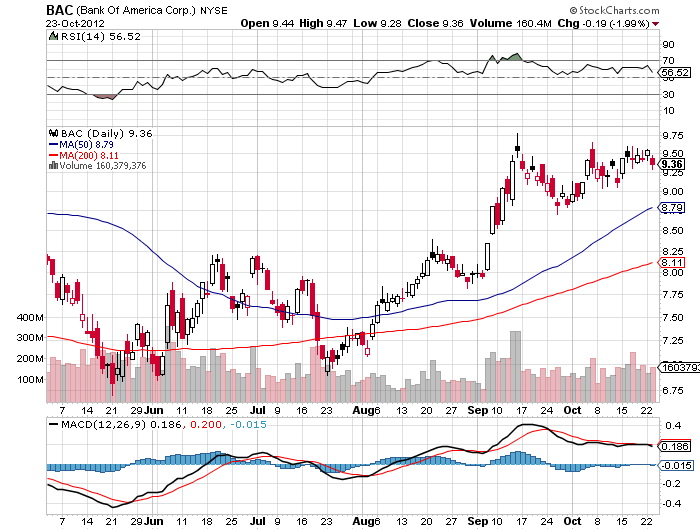 BAC (Bank Of America Corp.) NYSE © StockCharts.com
23-Oct-2012 Open 9.44 High 9.47 Low 9.28 Close 9.36 Volume 160.4M Chg -0.19 (-1.99%)
RSI(14) 56.52
90
70
56.52
50
30
10
BAC (Daily) 9.36
MA(50) 8.79
MA(200) 8.11
Volume 160,379,376
9.75
9.50
9.36
9.25
9.00
8.79
8.50
8.25
8.11
8.00
7.75
7.50
7.25
7.00
6.75
400M
300M
200M
100M
1603793
7 14 21 29 Jun 11 18 25 Jul 9 16 23 Aug 6 13 20 27 Sep 10 17 24 Oct 8 15 22
MACD(12,26,9) 0.186, 0.200, -0.015
0.4
0.186
-0.015
-0.2
-0.4
7 14 21 29 Jun 11 18 25 Jul 9 16 23 Aug 6 13 20 27 Sep 10 17 24 Oct 8 15 22